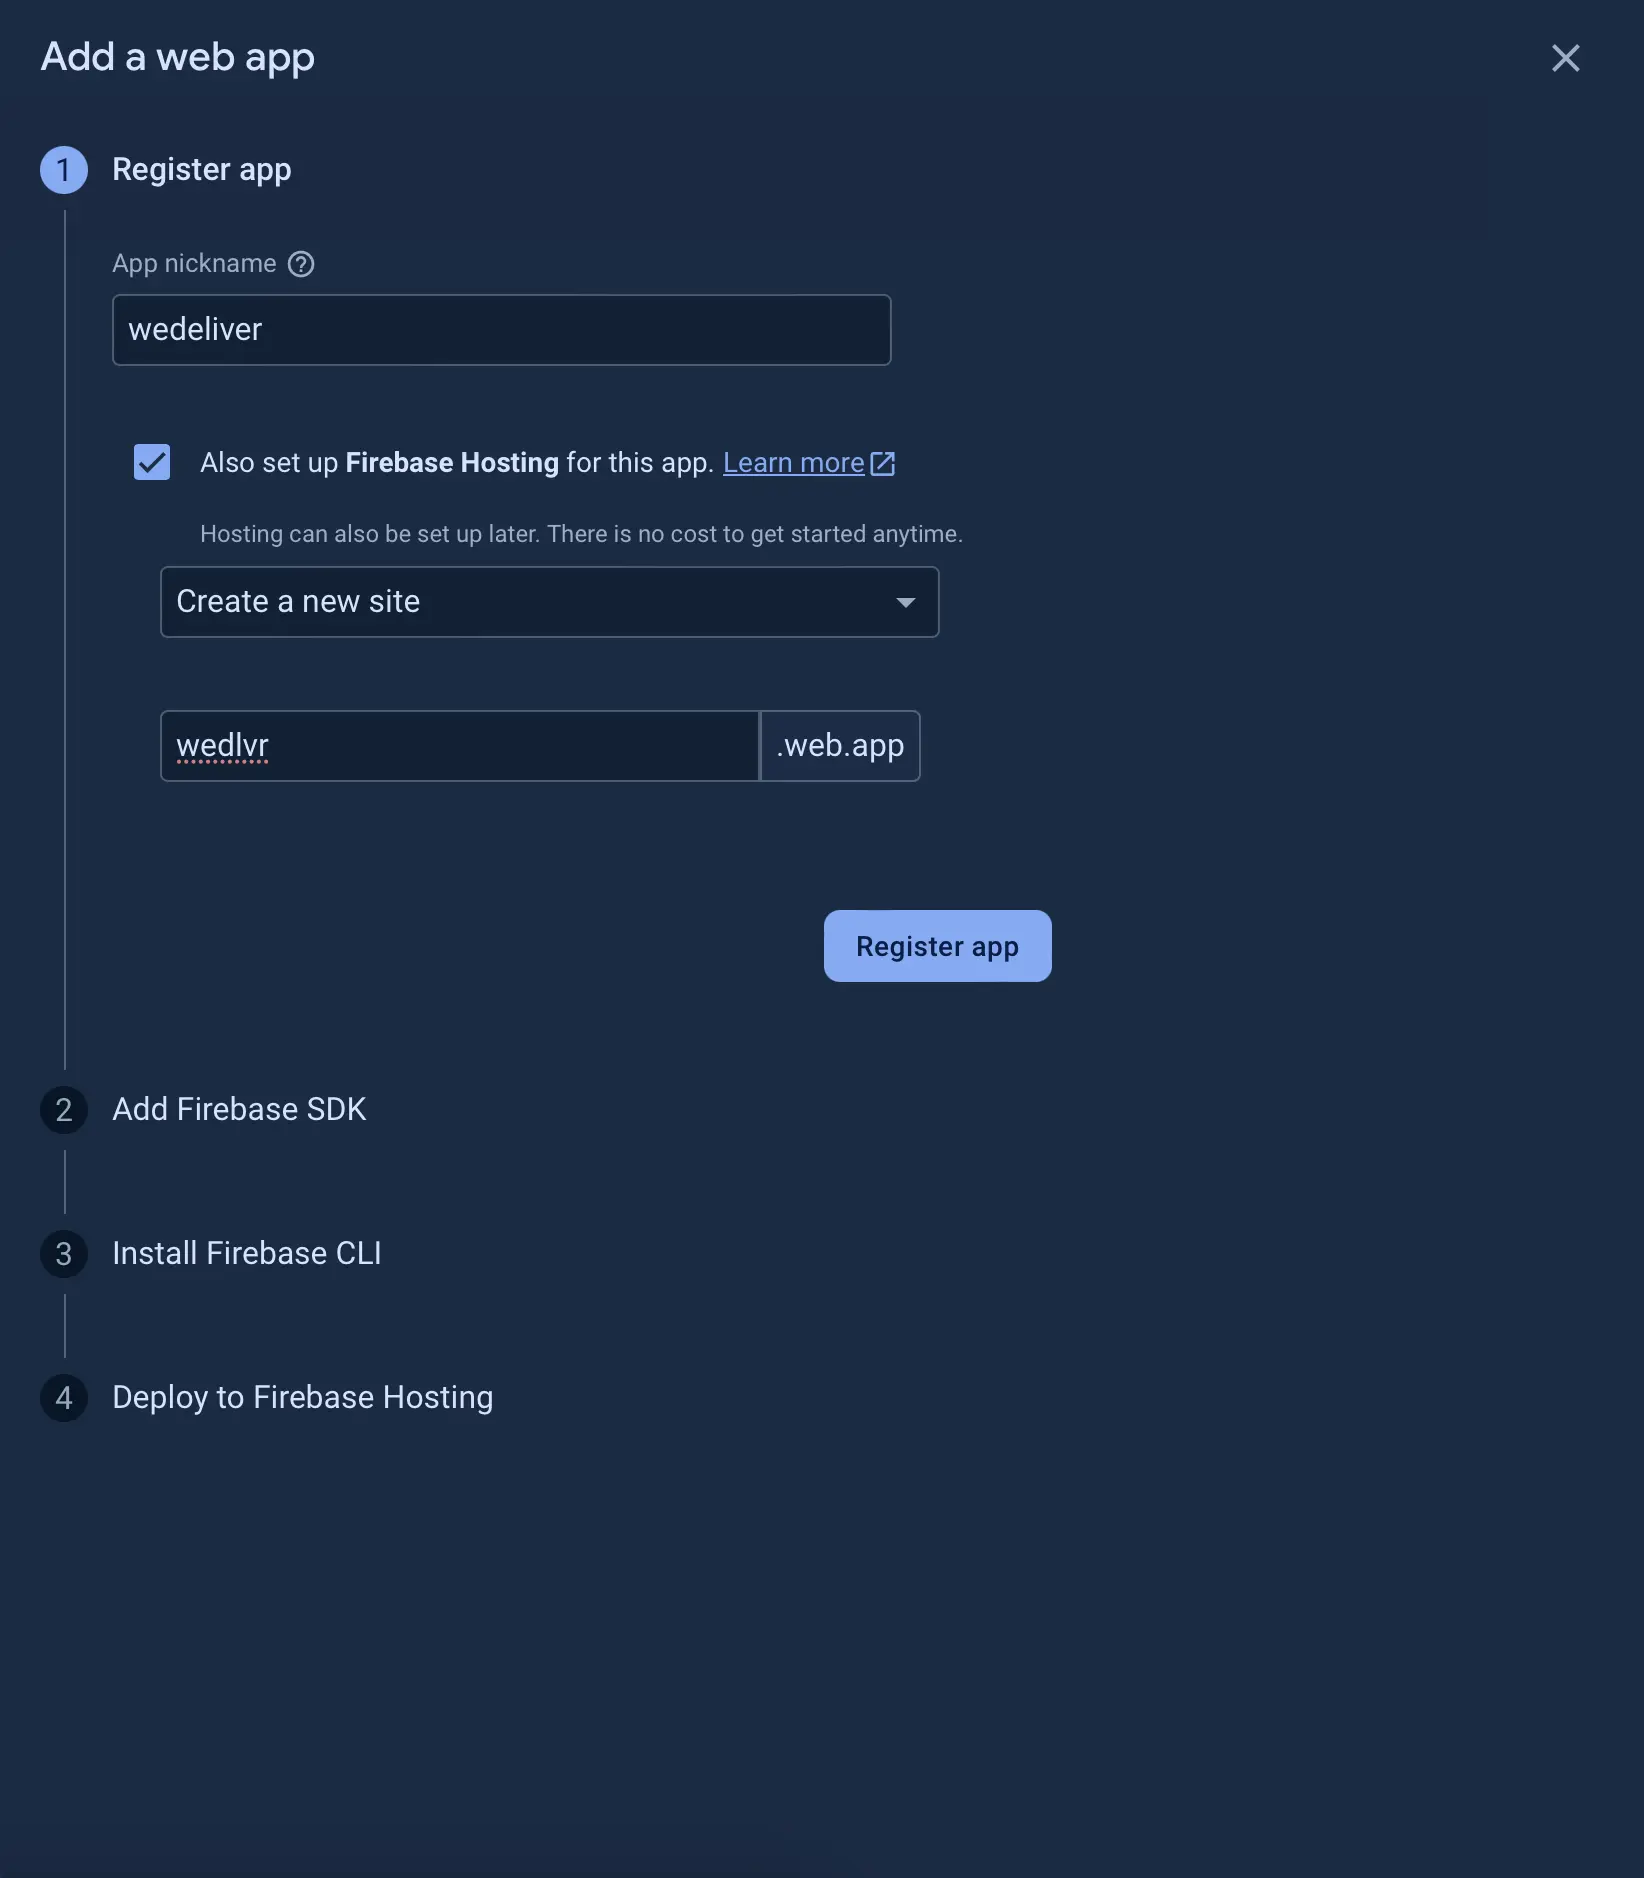 Add a web app
1 Register app
App nickname
wedeliver
Also set up Firebase Hosting for this app. Learn more
Hosting can also be set up later. There is no cost to get started anytime.
Create a new site
wedlvr .web.app
Register app
2 Add Firebase SDK
3 Install Firebase CLI
4 Deploy to Firebase Hosting